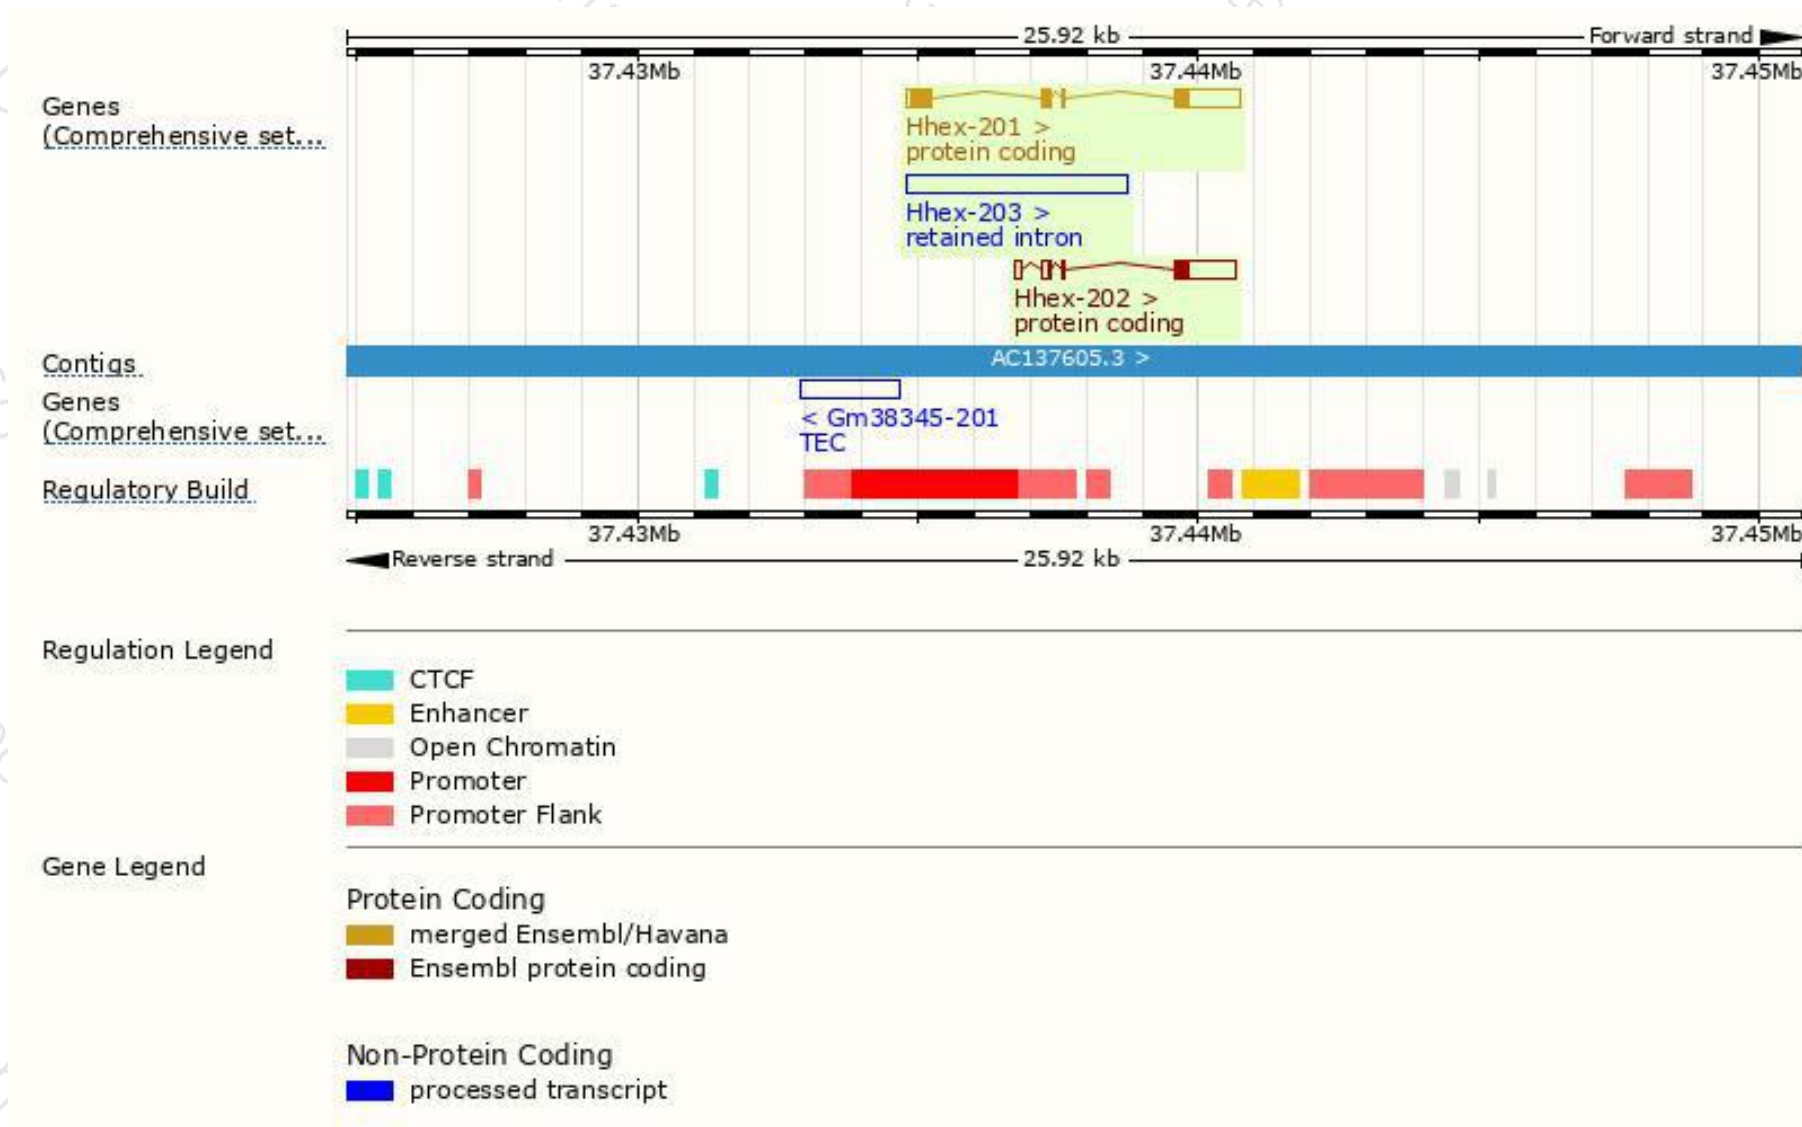 25.92 kb
Forward strand
37.43Mb 37.44Mb 37.45Mb
Genes
(Comprehensive set...
Hhex-201 >
protein coding
Hhex-203 >
retained intron
Hhex-202 >
protein coding
Contigs
AC137605.3 >
Genes
(Comprehensive set...
< Gm38345-201
TEC
Regulatory Build
37.43Mb 37.44Mb 37.45Mb
Reverse strand
25.92 kb
Regulation Legend
CTCF
Enhancer
Open Chromatin
Promoter
Promoter Flank
Gene Legend
Protein Coding
merged Ensembl/Havana
Ensembl protein coding
Non-Protein Coding
processed transcript